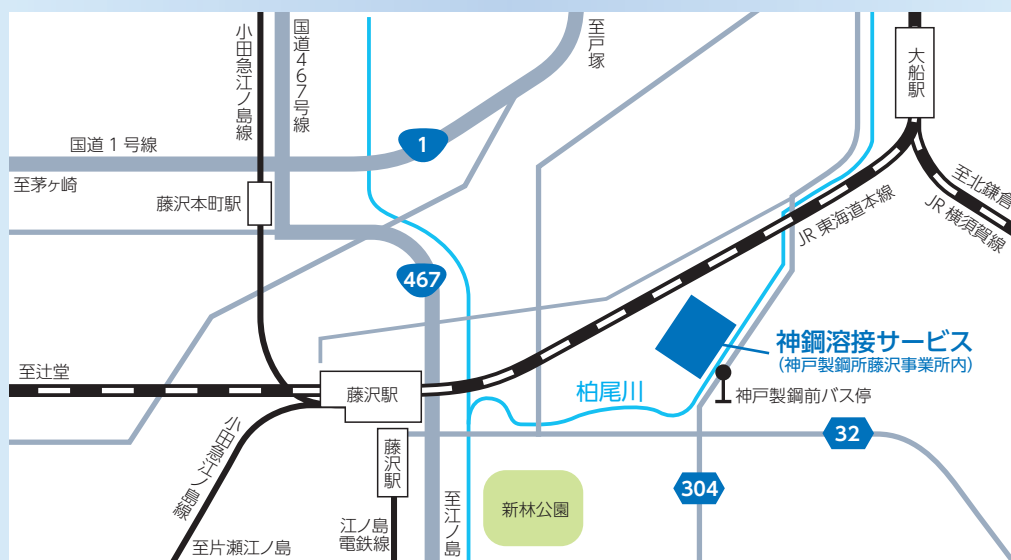 小田急江ノ島線
国道467号線
至戸塚
大船駅
国道1号線
1
至茅ヶ崎
藤沢本町駅
至北鎌倉
JR横須賀線
JR東海道本線
467
神鋼溶接サービス
(神戸製鋼所藤沢事業所内)
至辻堂
藤沢駅
柏尾川
神戸製鋼前バス停
小田急江ノ島線
藤沢駅
32
304
至江ノ島
新林公園
江ノ島
電鉄線
至片瀬江ノ島